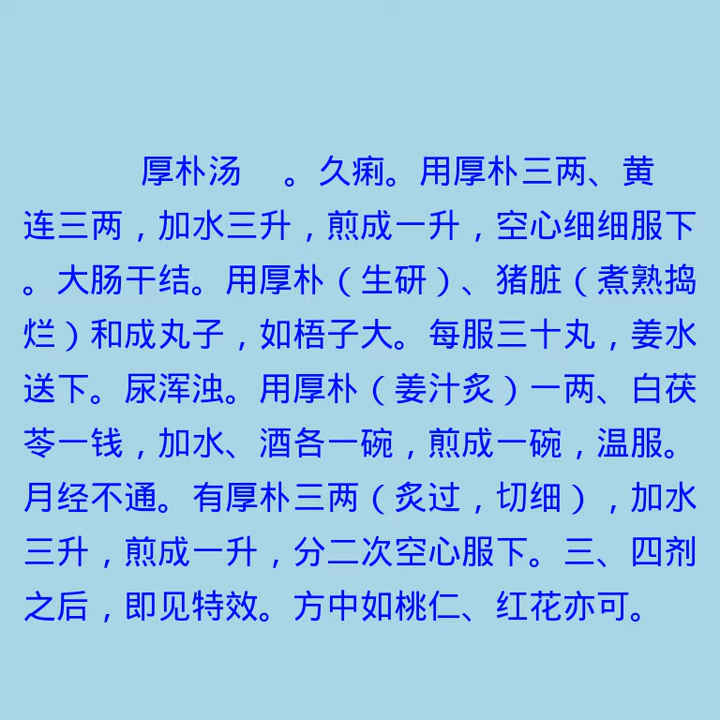 厚朴汤 。久痢。用厚朴三两、黄
连三两，加水三升，煎成一升，空心细细服下
。大肠干结。用厚朴（生研）、猪脏（煮熟捣
烂）和成丸子，如梧子大。每服三十丸，姜水
送下。尿浑浊。用厚朴（姜汁炙）一两、白茯
苓一钱，加水、酒各一碗，煎成一碗，温服。
月经不通。有厚朴三两（炙过，切细），加水
三升，煎成一升，分二次空心服下。三、四剂
之后，即见特效。方中如桃仁、红花亦可。